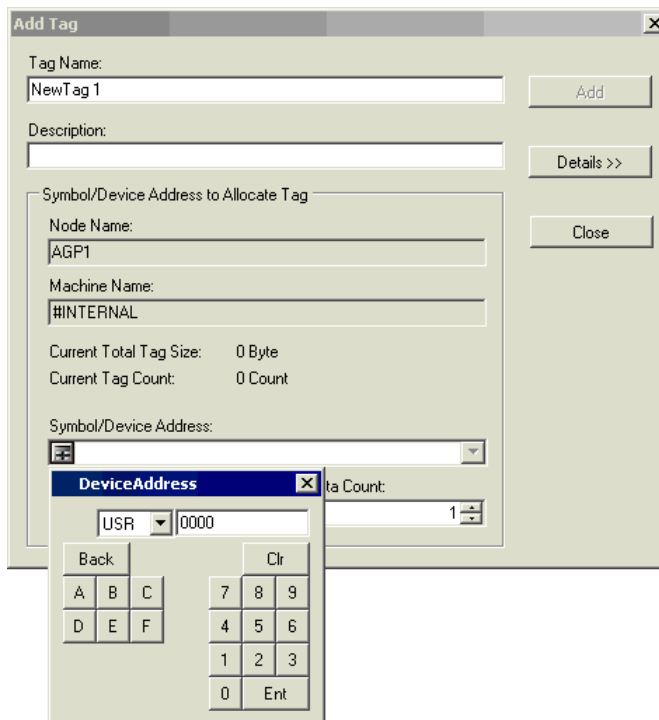 Add Tag
Tag Name:
NewTag 1
Add
Description:
Details >>
Symbol/Device Address to Allocate Tag
Node Name:
AGP1
Close
Machine Name:
#INTERNAL
Current Total Tag Size: 0 Byte
Current Tag Count: 0 Count
Symbol/Device Address:
DeviceAddress
ta Count:
1
USR 0000
Back Clr
A B C 7 8 9
D E F 4 5 6
1 2 3
0 Ent